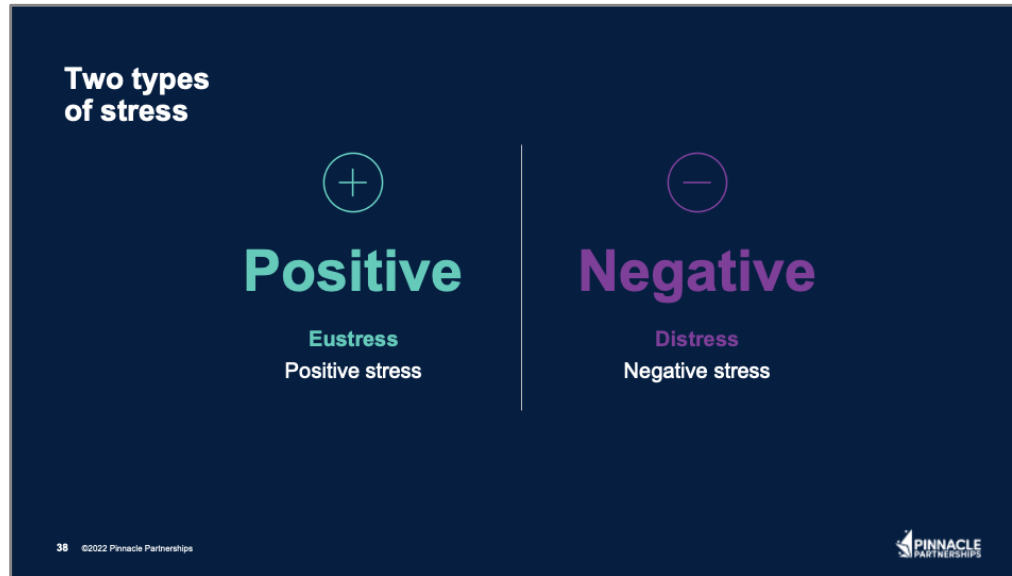 Two types
of stress
Positive
Eustress
Positive stress
Negative
Distress
Negative stress
38 ©2022 Pinnacle Partnerships
PINNACLE
PARTNERSHIPS